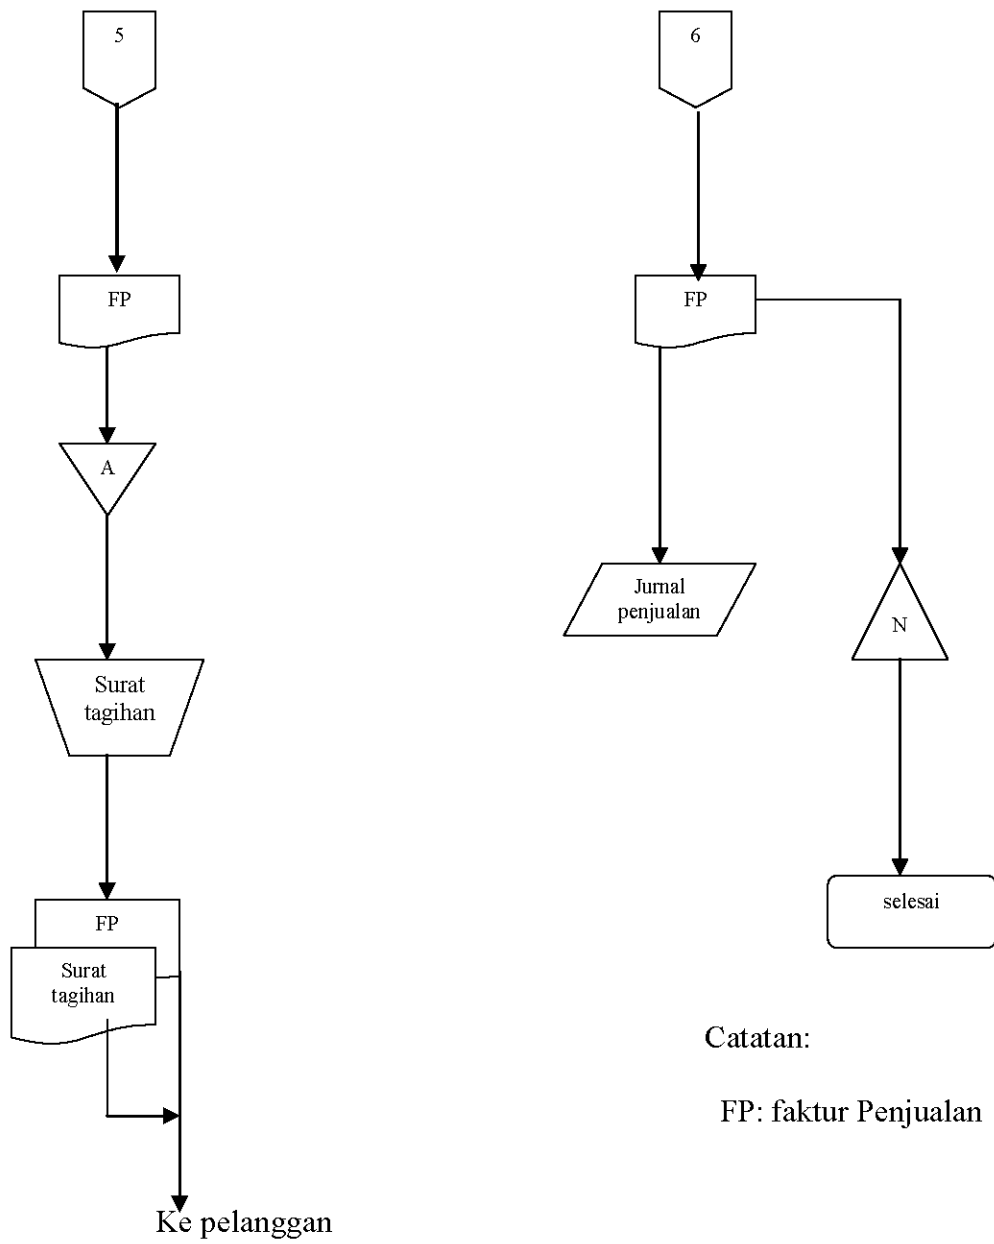 5
6
FP
FP
A
Jurnal
penjualan
N
Surat
tagihan
selesai
FP
Surat
tagihan
Catatan:
FP: faktur Penjualan
Ke pelanggan